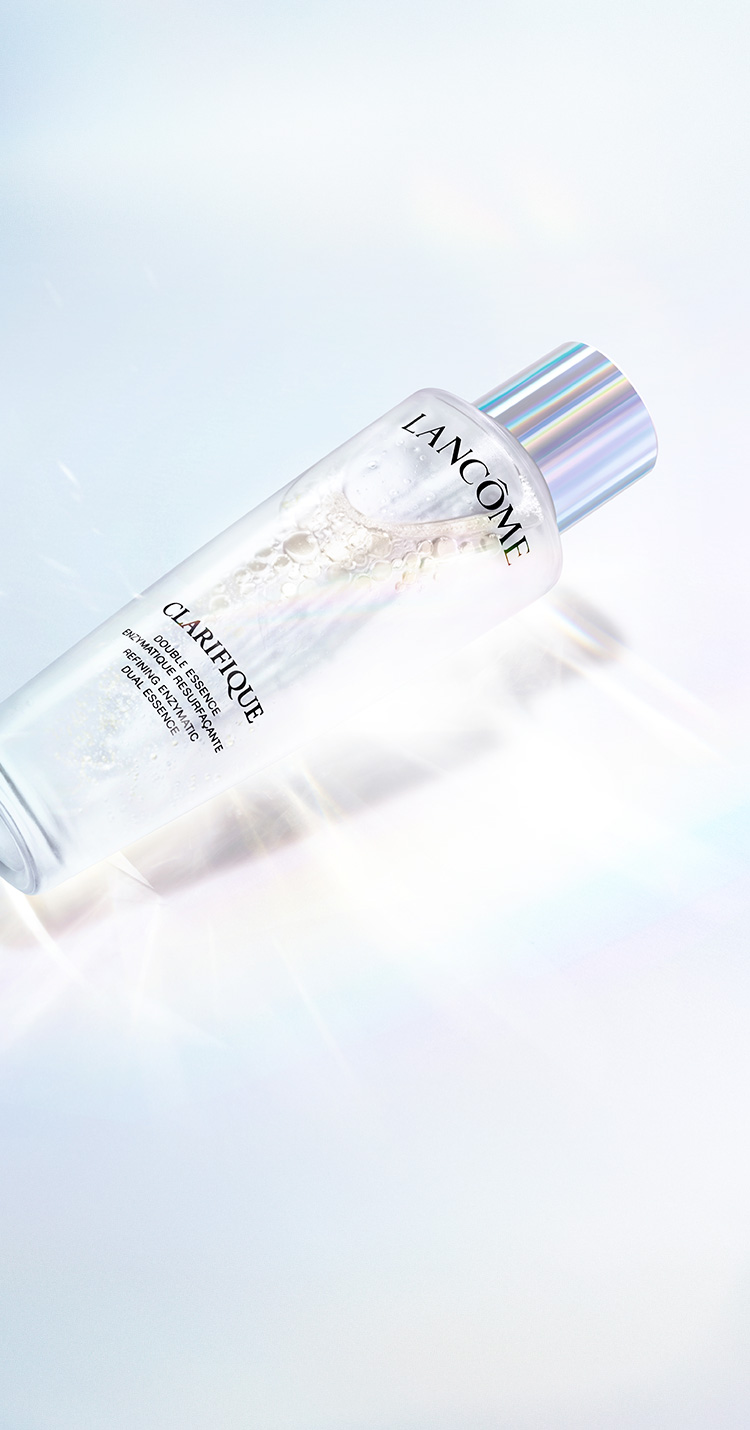 LANCÔME
CLARIFIQUE
DOUBLE ESSENCE
ENZYMATIQUE RESURFAÇANTE
REFINING ENZYMATIC
DUAL ESSENCE